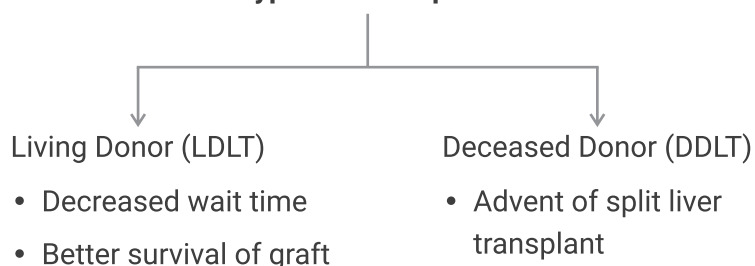 Living Donor (LDLT)
• Decreased wait time
• Better survival of graft
Deceased Donor (DDLT)
• Advent of split liver
transplant